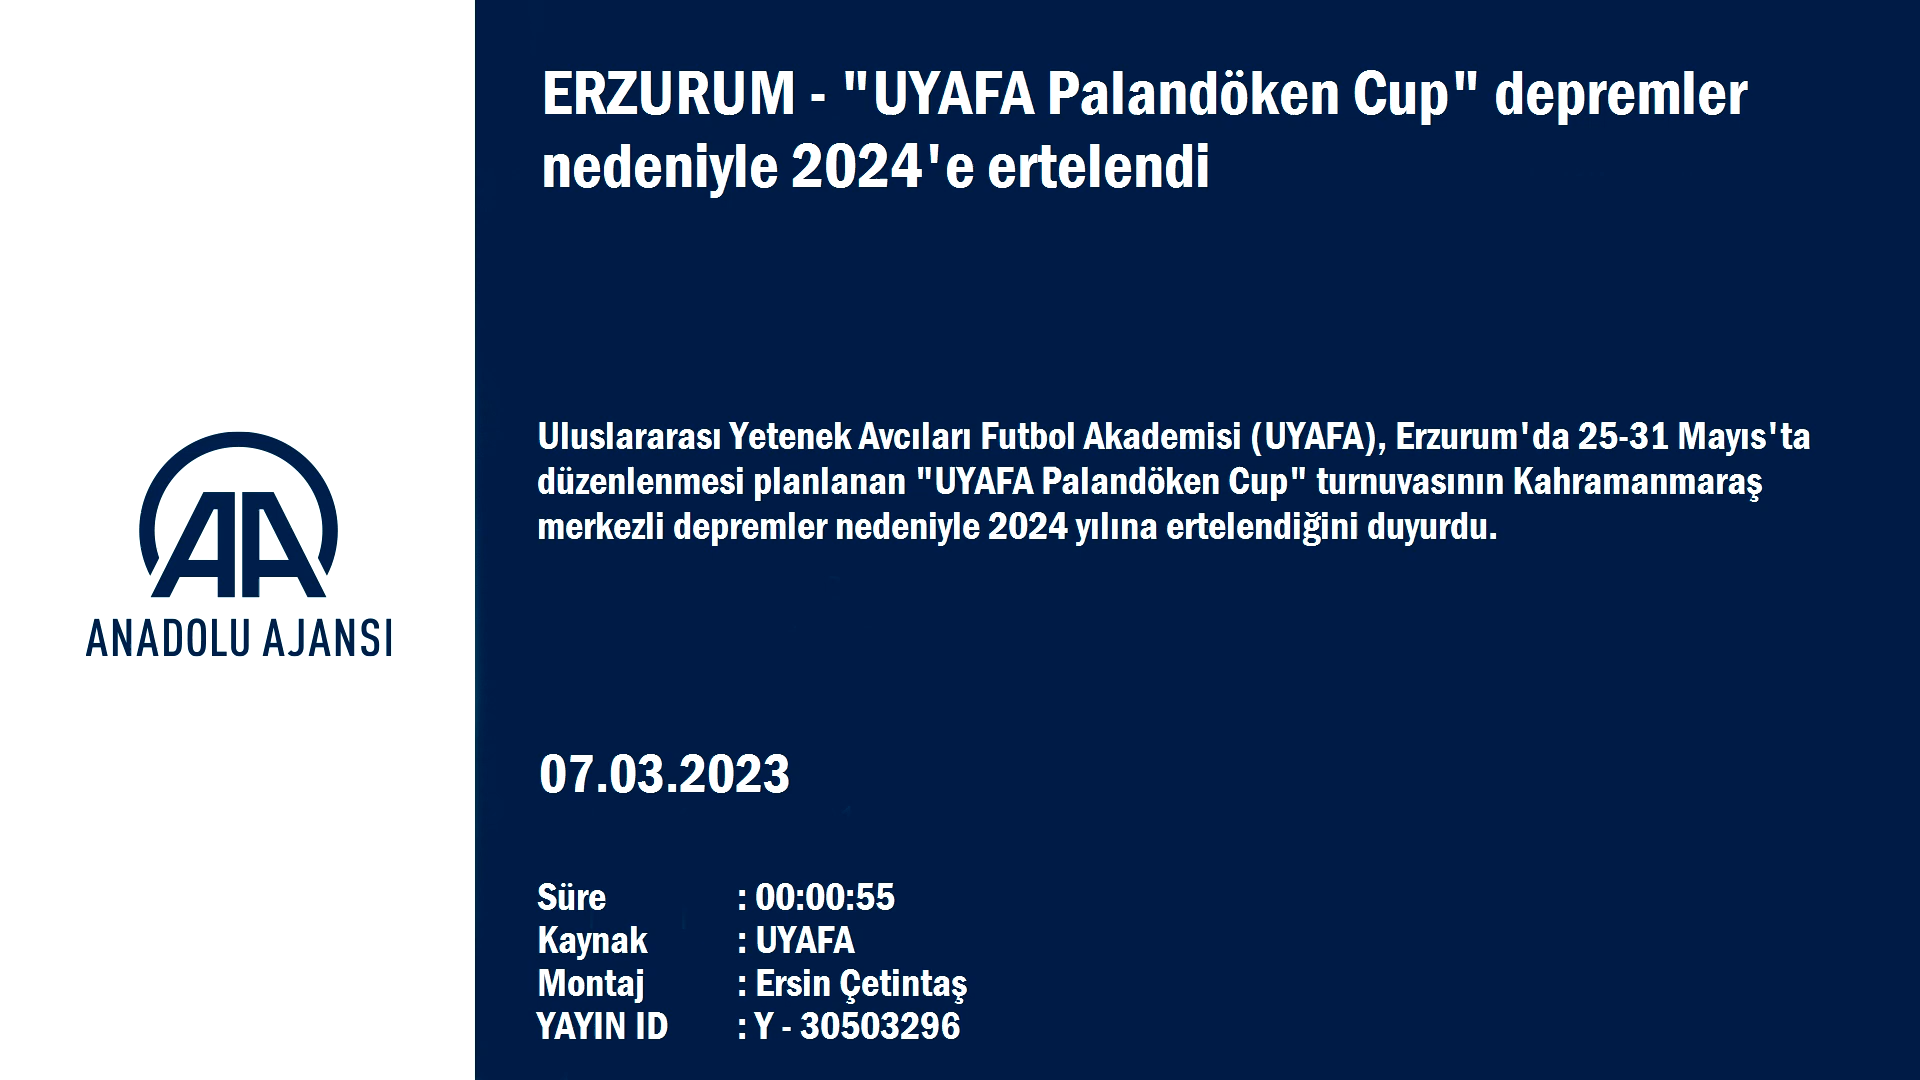 ERZURUM - "UYAFA Palandöken Cup" depremler
nedeniyle 2024'e ertelendi
Uluslararası Yetenek Avcıları Futbol Akademisi (UYAFA), Erzurum'da 25-31 Mayıs'ta
düzenlenmesi planlanan "UYAFA Palandöken Cup" turnuvasının Kahramanmaraş
merkezli depremler nedeniyle 2024 yılına ertelendiğini duyurdu.
AA
ANADOLU AJANSI
07.03.2023
Süre : 00:00:55
Kaynak : UYAFA
Montaj : Ersin Çetintaş
YAYIN ID : Y - 30503296